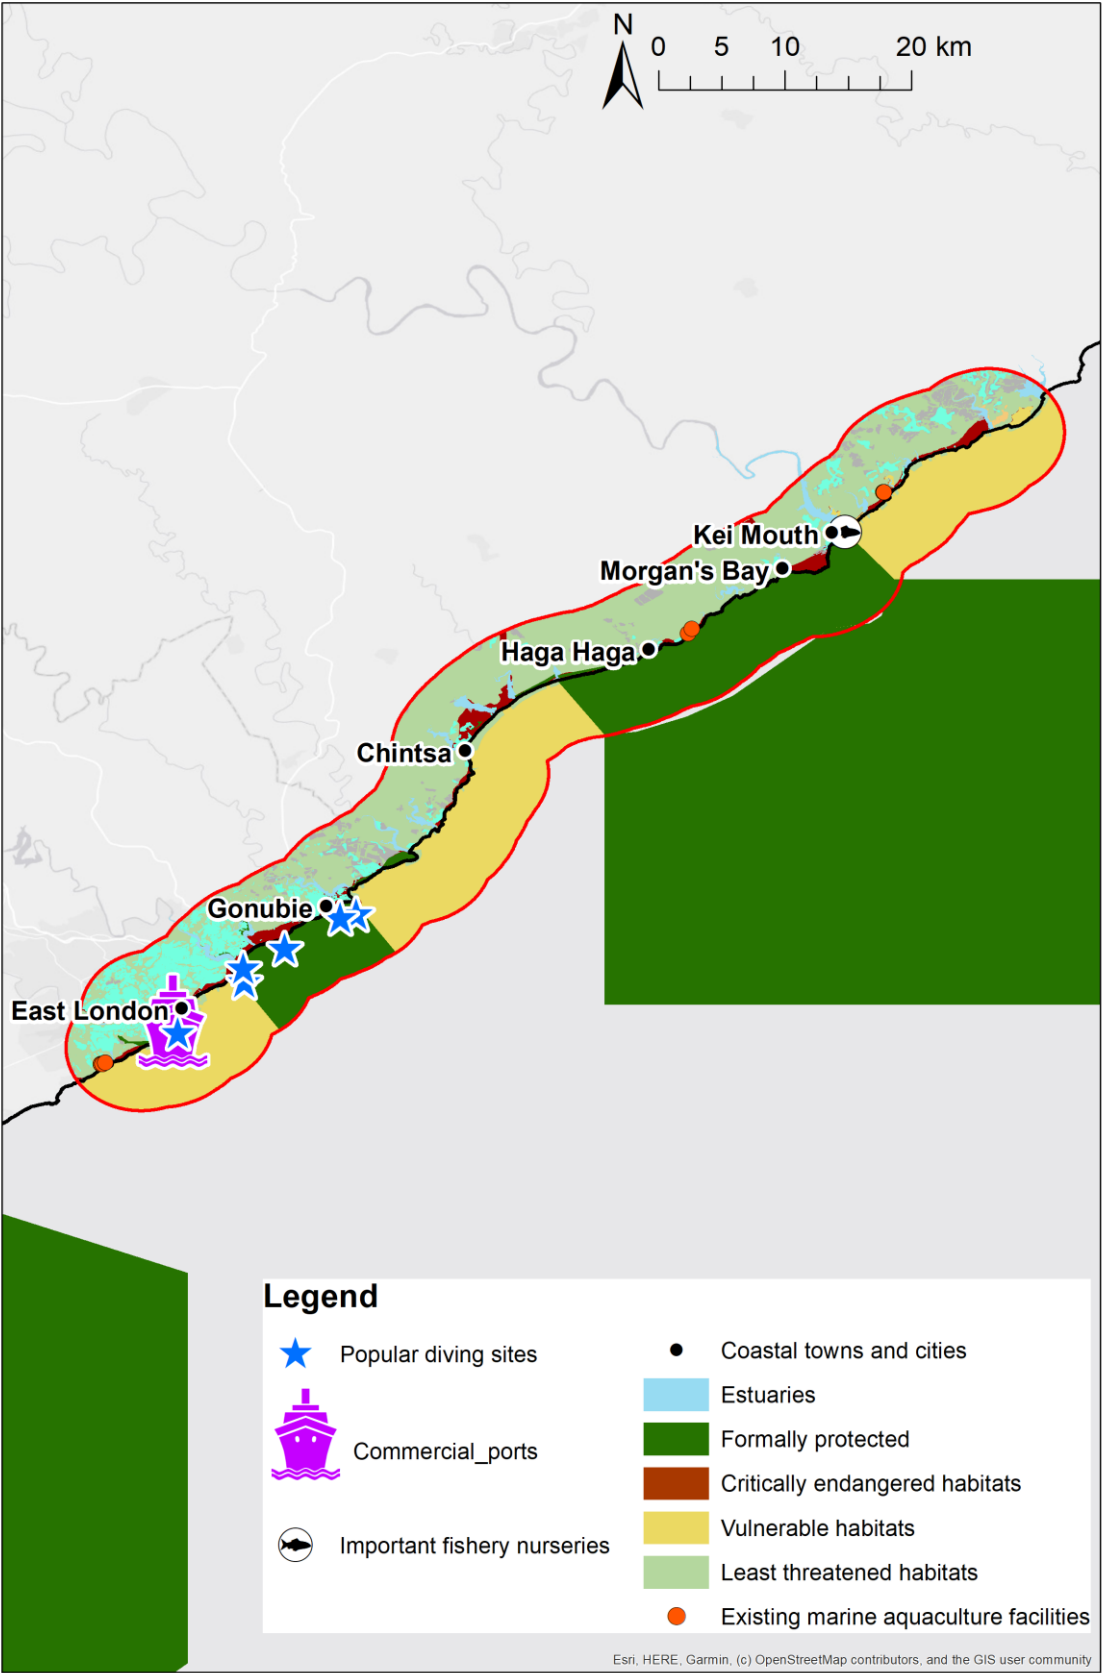 N
0 5 10 20 km
Kei Mouth
Morgan's Bay
Haga Haga
Chintsa
Gonubie
East London
Legend
Popular diving sites
Commercial_ports
Important fishery nurseries
Coastal towns and cities
Estuaries
Formally protected
Critically endangered habitats
Vulnerable habitats
Least threatened habitats
Existing marine aquaculture facilities
Esri, HERE, Garmin, (c) OpenStreetMap contributors, and the GIS user community